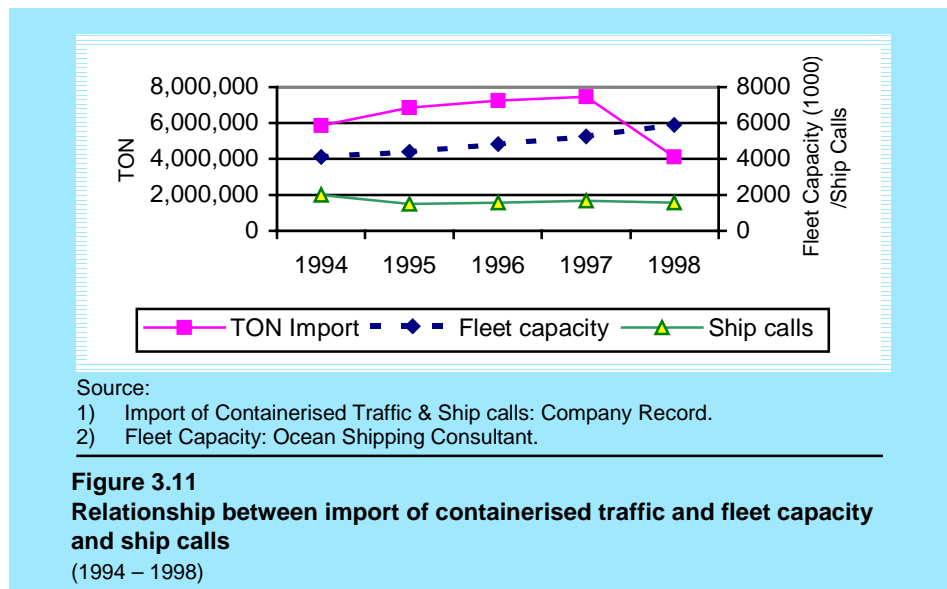 8,000,000
6,000,000
4,000,000
2,000,000
0
TON
8000
6000
4000
2000
0
Fleet Capacity (1000)
/Ship Calls
1994 1995 1996 1997 1998
TON Import Fleet capacity Ship calls
Source:
1) Import of Containerised Traffic & Ship calls: Company Record.
2) Fleet Capacity: Ocean Shipping Consultant.
Figure 3.11
Relationship between import of containerised traffic and fleet capacity
and ship calls
(1994 – 1998)